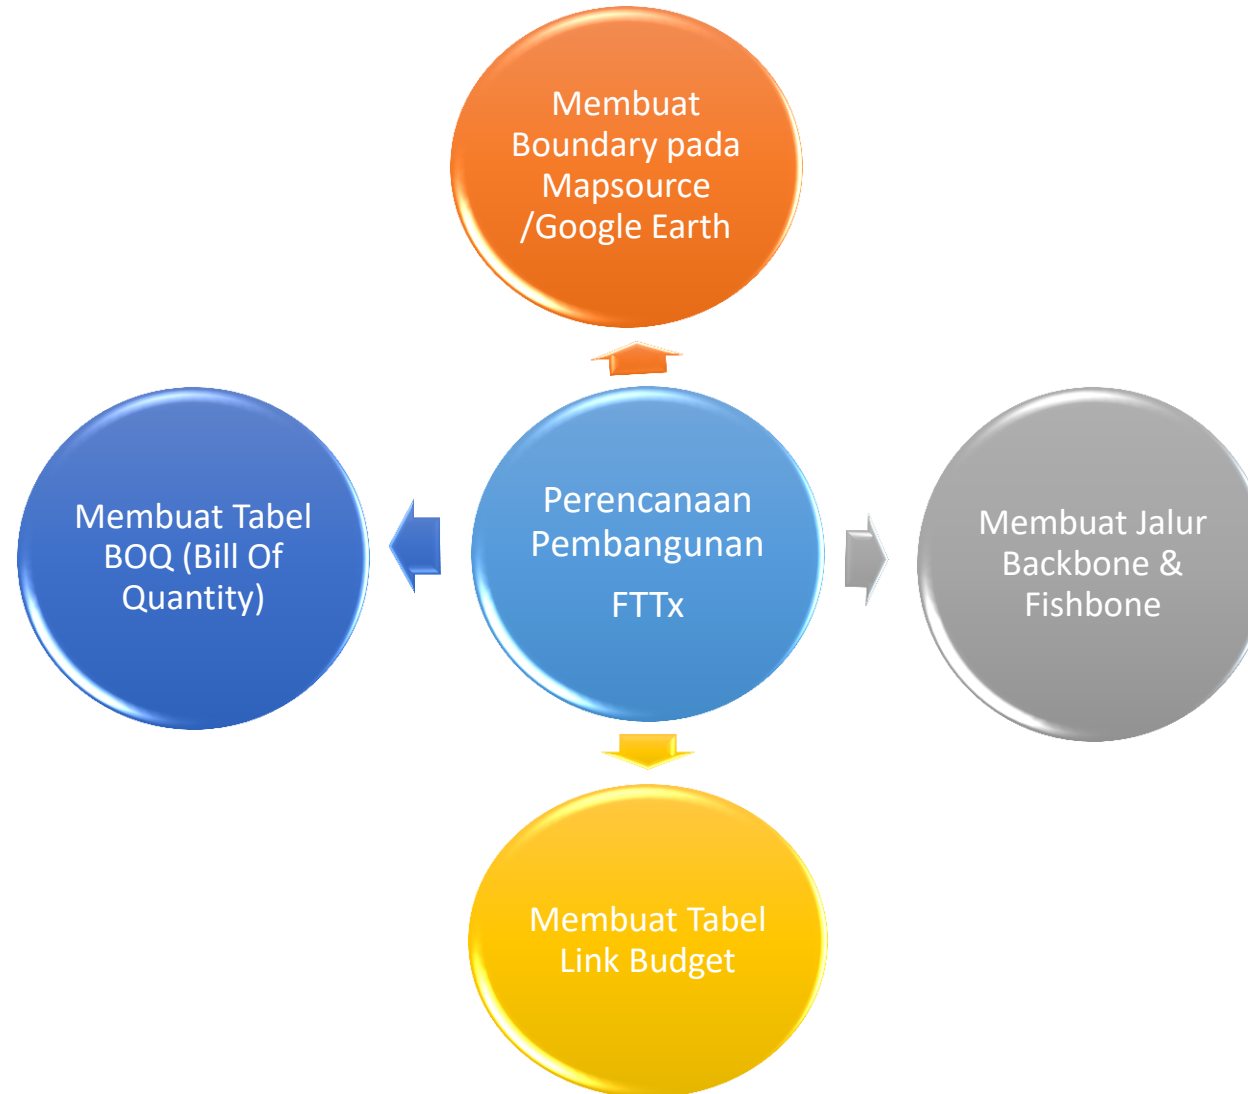 Membuat
Boundary pada
Mapsource
/Google Earth
Membuat Tabel
BOQ (Bill Of
Quantity)
Perencanaan
Pembangunan
FTTx
Membuat Jalur
Backbone &
Fishbone
Membuat Tabel
Link Budget